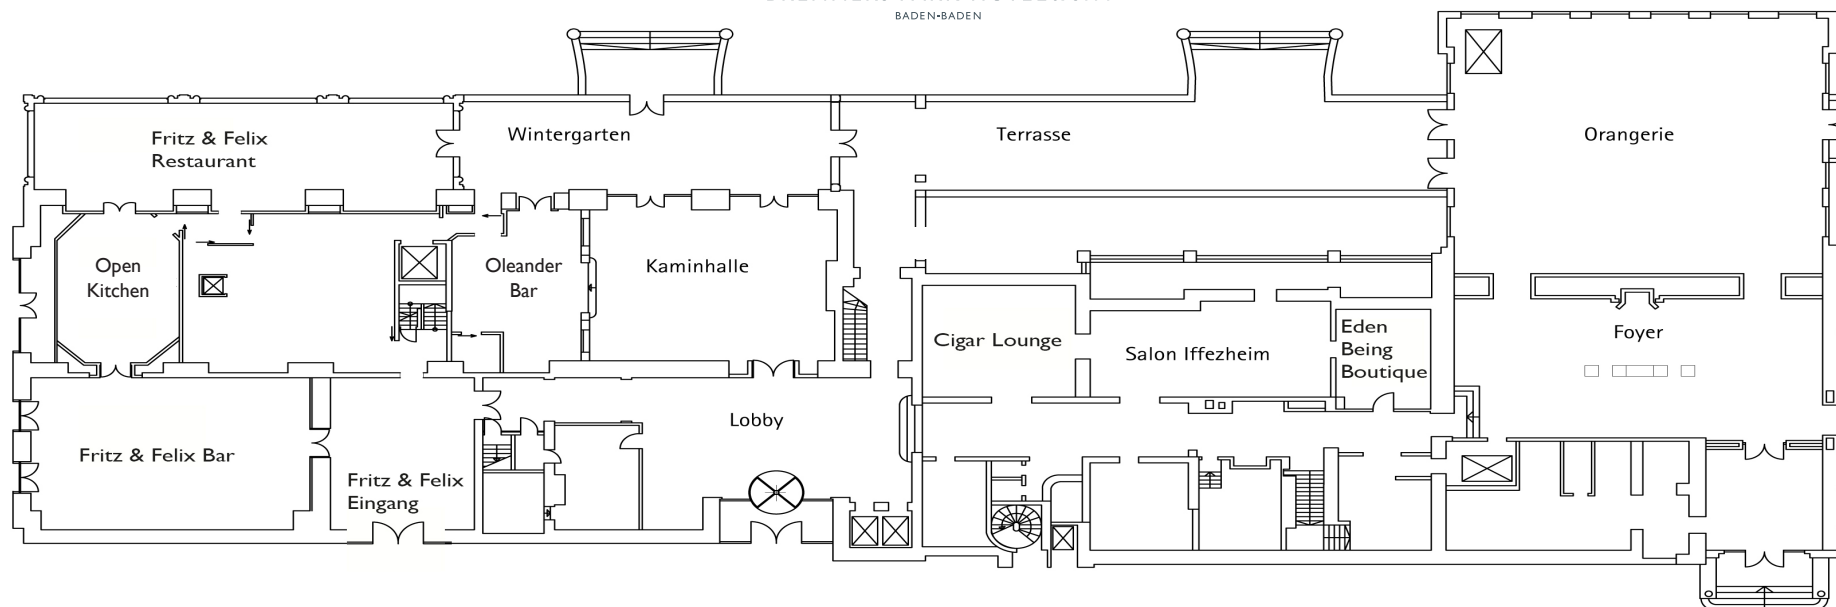 BADEN-BADEN
Wintergarten
Terrasse
Orangerie
Fritz & Felix
Restaurant
Open
Kitchen
Oleander
Bar
Kaminhalle
Cigar Lounge
Salon Iffezheim
Eden
Being
Boutique
Foyer
Lobby
Fritz & Felix Bar
Fritz & Felix
Eingang